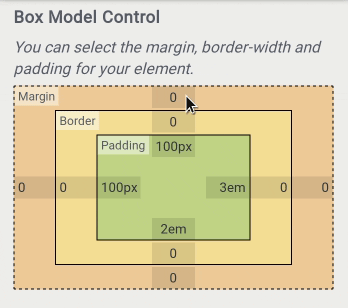 Box Model Control
You can select the margin, border-width and
padding for your element.
Margin 0
Border 0
Padding 100px
0 0 100px 3em 0 0
2em
0
0